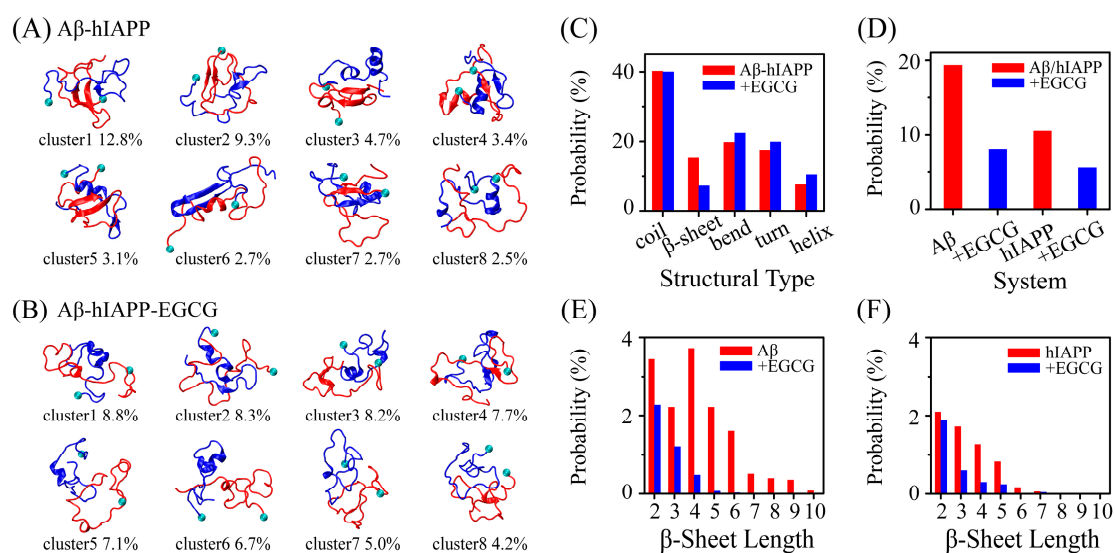 (A) Aβ-hIAPP
cluster1 12.8% cluster2 9.3% cluster3 4.7% cluster4 3.4%
cluster5 3.1% cluster6 2.7% cluster7 2.7% cluster8 2.5%
(B) Aβ-hIAPP-EGCG
cluster1 8.8% cluster2 8.3% cluster3 8.2% cluster4 7.7%
cluster5 7.1% cluster6 6.7% cluster7 5.0% cluster8 4.2%
(C)
Probability (%)
40
20
0
Aβ-hIAPP
+EGCG
coil β-sheet bend turn helix
Structural Type
(D)
Probability (%)
20
10
0
Aβ/hIAPP
+EGCG
Aβ +EGCG hIAPP +EGCG
System
(E)
Probability (%)
4
2
0
Aβ
+EGCG
2 3 4 5 6 7 8 9 10
β-Sheet Length
(F)
Probability (%)
4
2
0
hIAPP
+EGCG
2 3 4 5 6 7 8 9 10
β-Sheet Length